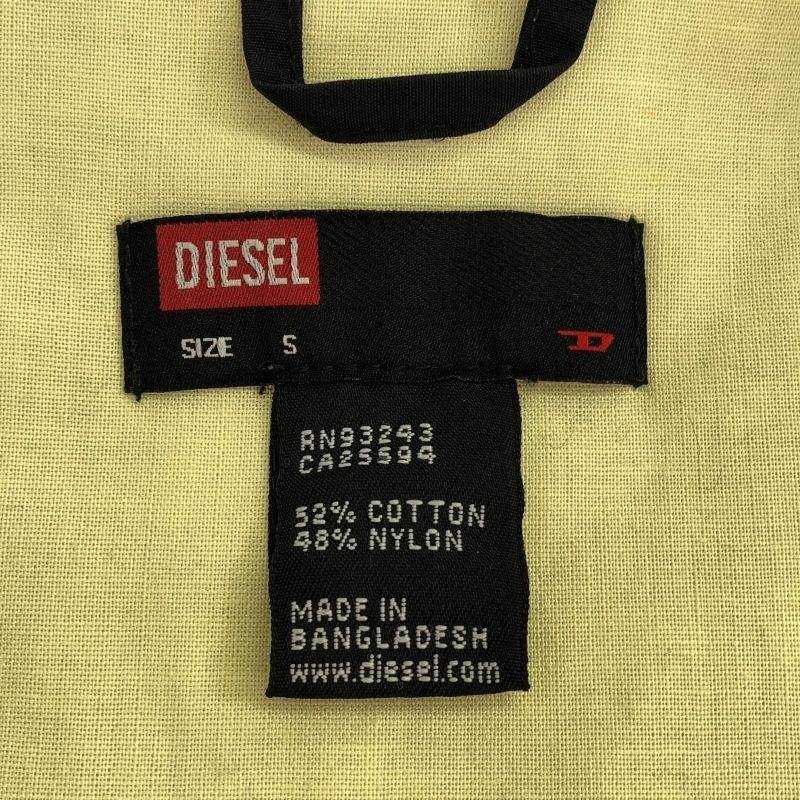 DIESEL
SIZE S
RN93243
CA25594
52% COTTON
48% NYLON
MADE IN
BANGLADESH
www.diesel.com